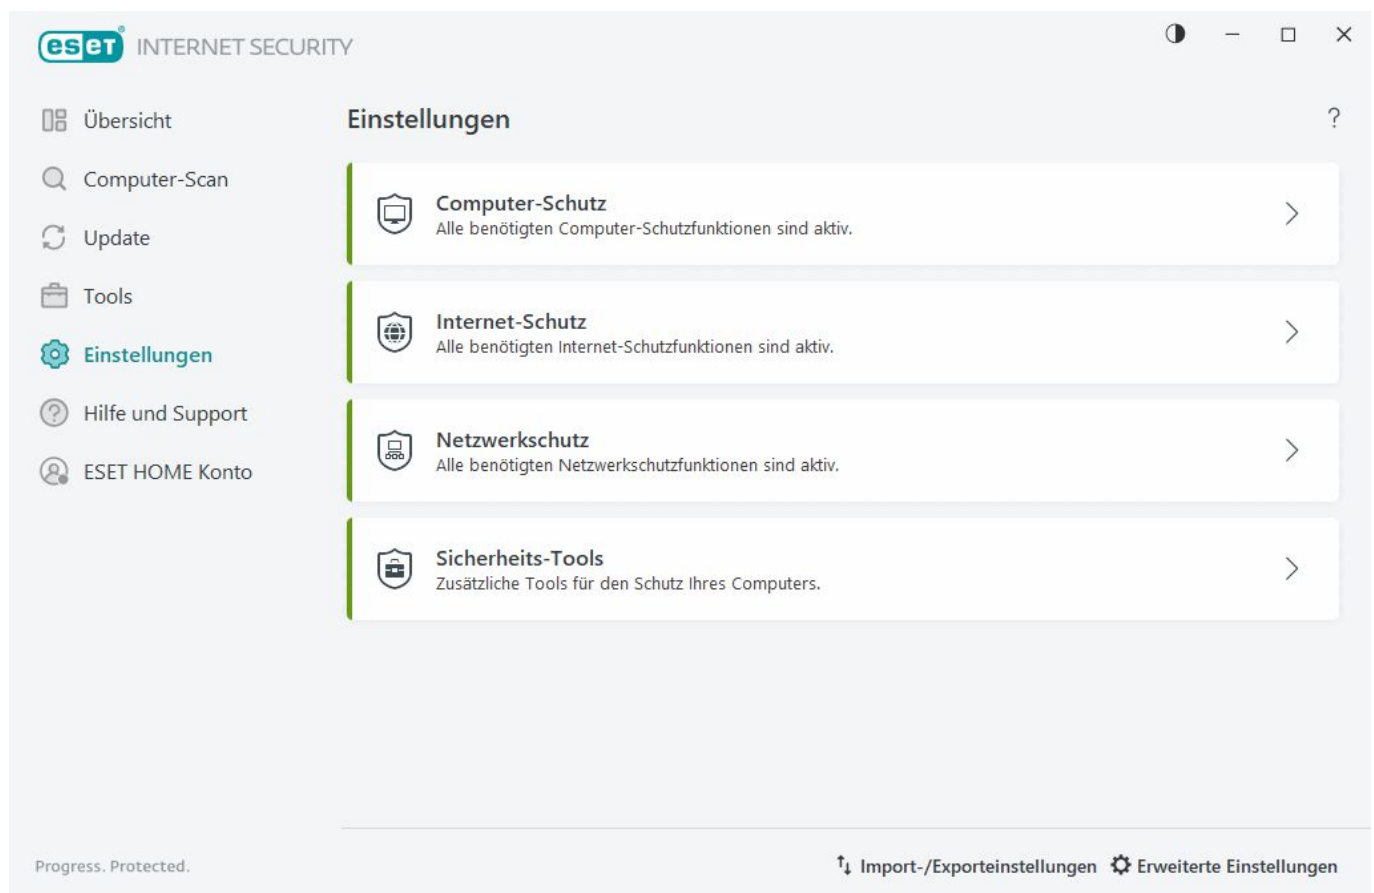 eset® INTERNET SECURITY
Übersicht
Computer-Scan
Update
Tools
Einstellungen
Hilfe und Support
ESET HOME Konto
Einstellungen
?
Computer-Schutz
Alle benötigten Computer-Schutzfunktionen sind aktiv.
Internet-Schutz
Alle benötigten Internet-Schutzfunktionen sind aktiv.
Netzwerkschutz
Alle benötigten Netzwerkschutzfunktionen sind aktiv.
Sicherheits-Tools
Zusätzliche Tools für den Schutz Ihres Computers.
Progress. Protected.
Import-/Exporteinstellungen Erweiterte Einstellungen